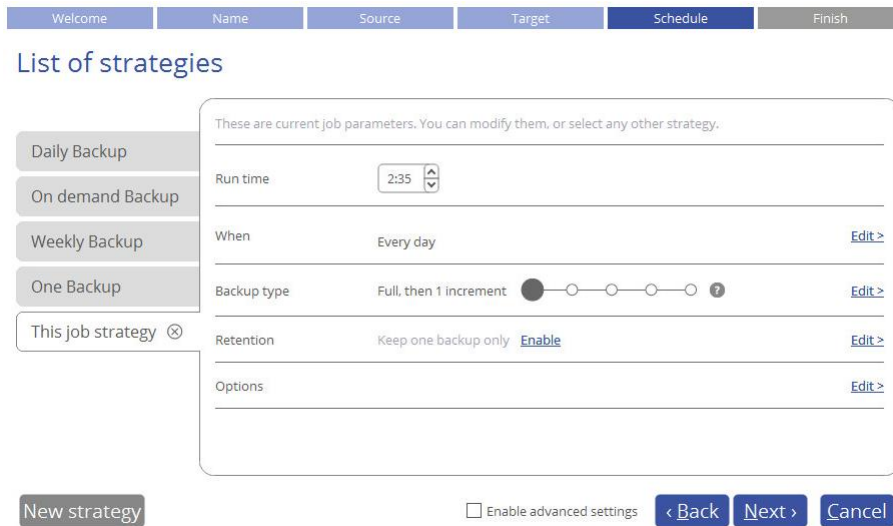 Welcome Name Source Target Schedule Finish
List of strategies
These are current job parameters. You can modify them, or select any other strategy.
Daily Backup
On demand Backup
Weekly Backup
One Backup
This job strategy
Run time 2:35
When Every day Edit >
Backup type Full, then 1 increment ? Edit >
Retention Keep one backup only Enable Edit >
Options Edit >
New strategy Enable advanced settings ‹ Back Next › Cancel